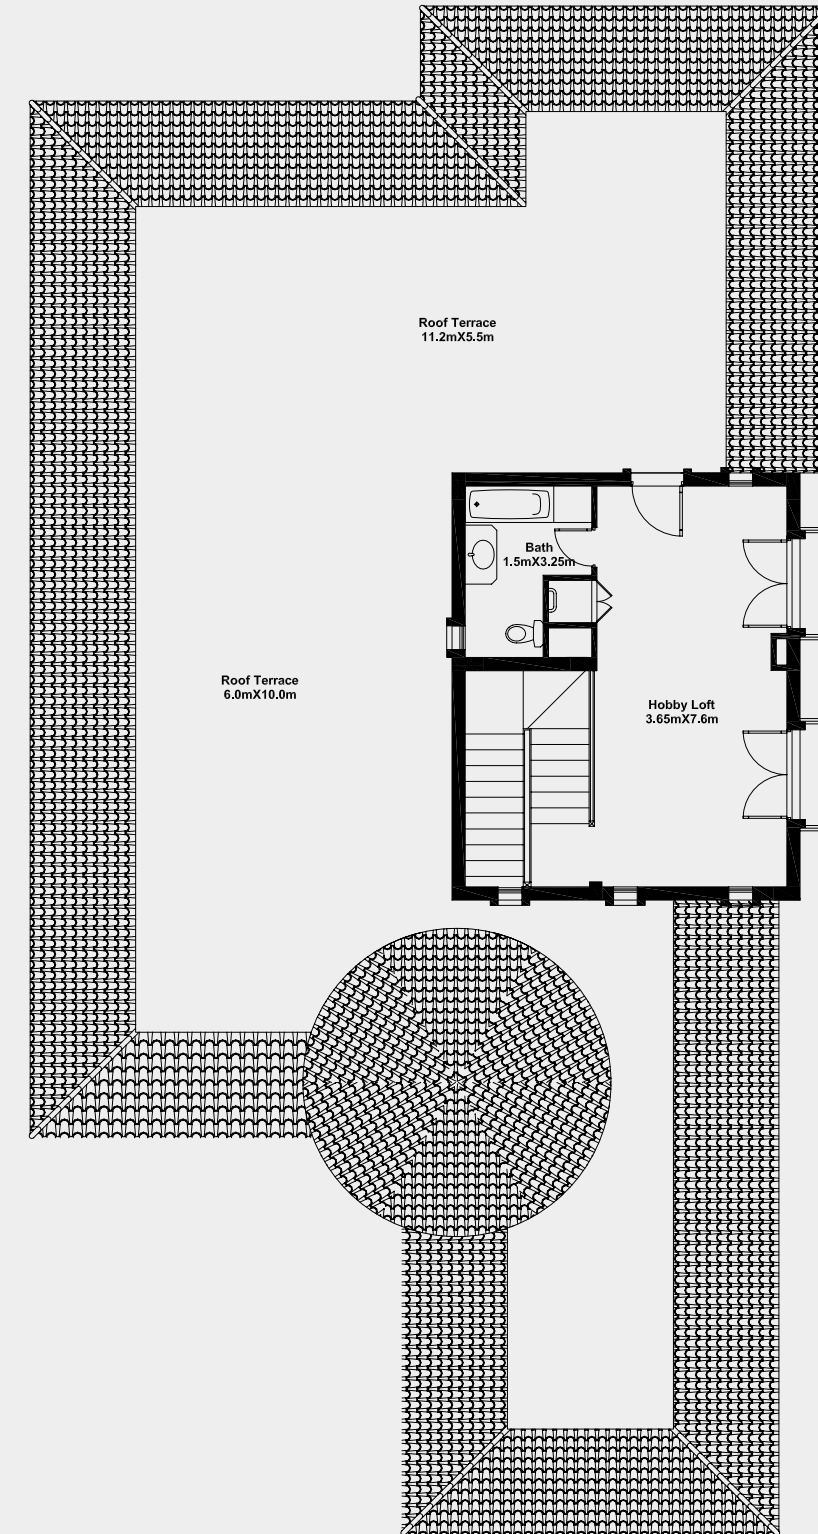 Roof Terrace
11.2mX5.5m
Bath
1.5mX3.25m
Roof Terrace
6.0mX10.0m
Hobby Loft
3.65mX7.6m